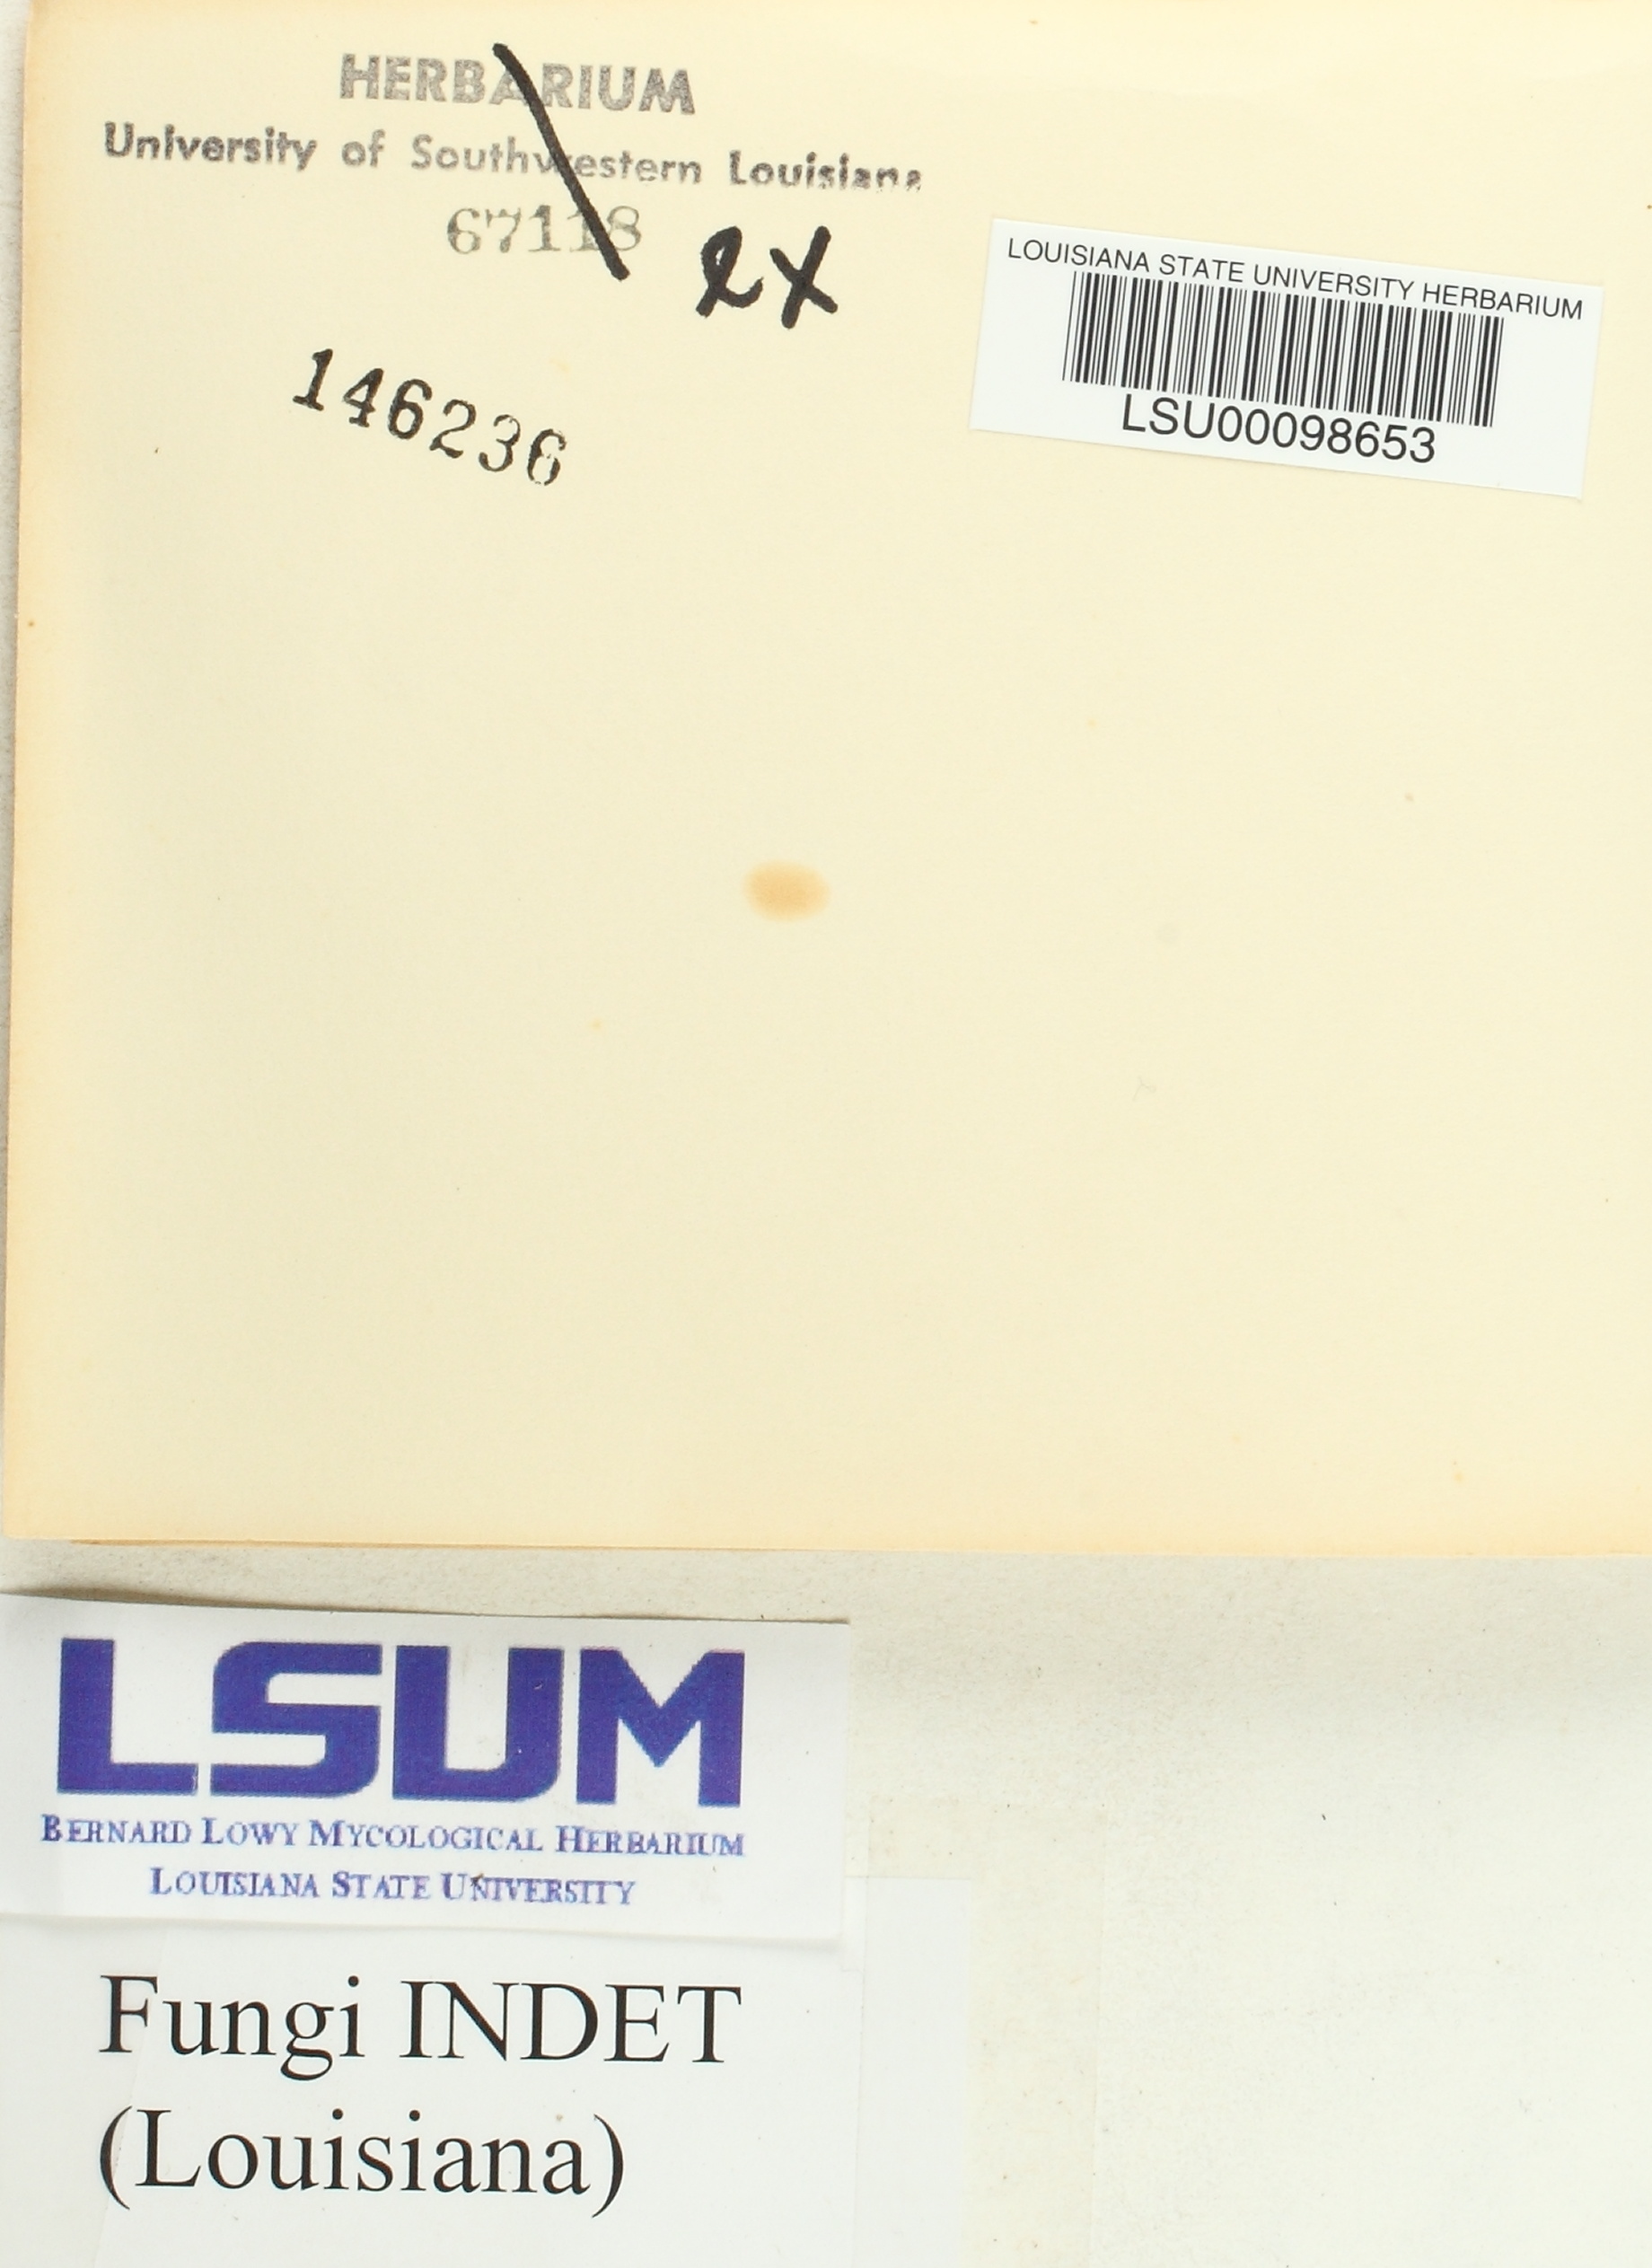 HERBARIUM
University of Southwestern Louisiana
67118
ex
146236
LOUISIANA STATE UNIVERSITY HERBARIUM
LSU00098653
LSUM
BERNARD LOWY MYCOLOGICAL HERBARIUM
LOUISIANA STATE UNIVERSITY
Fungi INDET
(Louisiana)